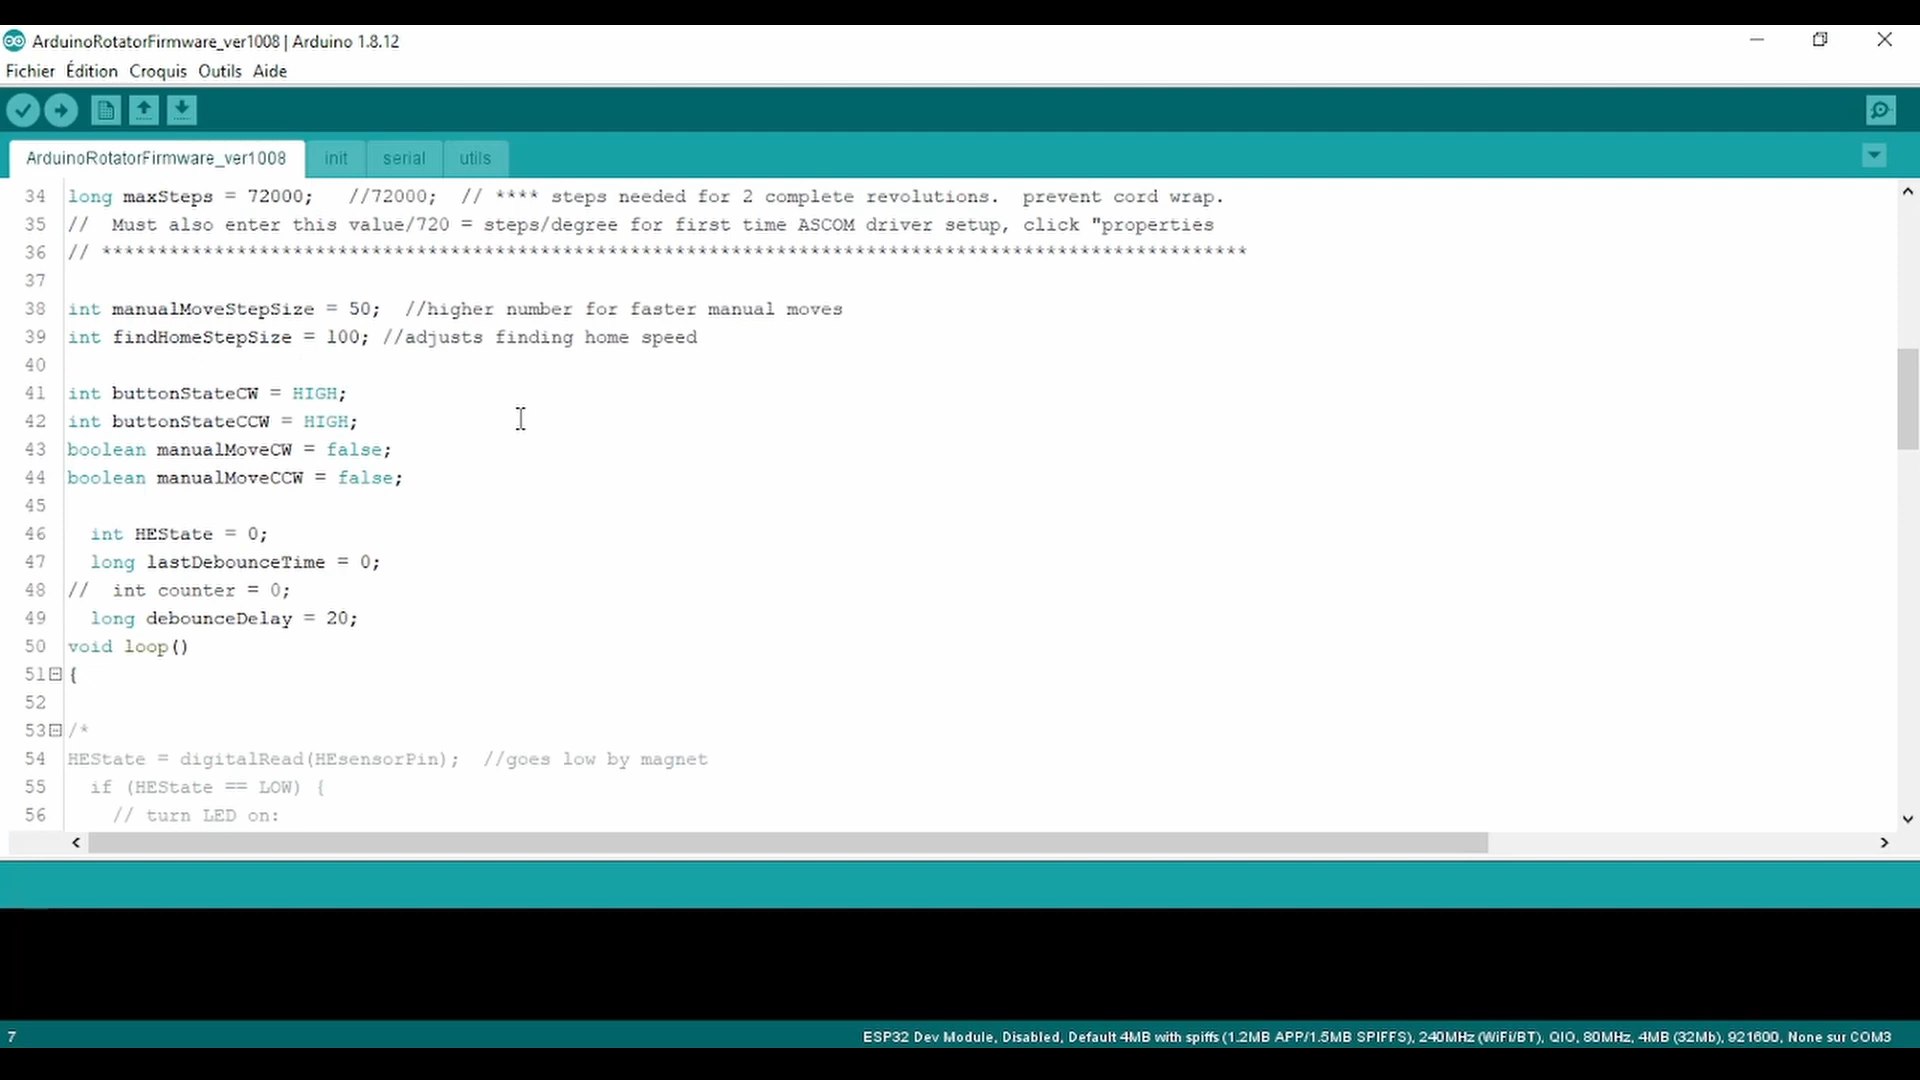 ArduinoRotatorFirmware_ver1008 | Arduino 1.8.12
Fichier Édition Croquis Outils Aide
ArduinoRotatorFirmware_ver1008 init serial utils
34 long maxSteps = 72000; //72000; // **** steps needed for 2 complete revolutions. prevent cord wrap.
35 // Must also enter this value/720 = steps/degree for first time ASCOM driver setup, click "properties
36 // ******************************************************************************************************
37
38 int manualMoveStepSize = 50; //higher number for faster manual moves
39 int findHomeStepSize = 100; //adjusts finding home speed
40
41 int buttonStateCW = HIGH;
42 int buttonStateCCW = HIGH;
43 boolean manualMoveCW = false;
44 boolean manualMoveCCW = false;
45
46 int HEState = 0;
47 long lastDebounceTime = 0;
48 // int counter = 0;
49 long debounceDelay = 20;
50 void loop()
51 {
52
53 /*
54 HEState = digitalRead(HEsensorPin); //goes low by magnet
55 if (HEState == LOW) {
56 // turn LED on:
7 ESP32 Dev Module, Disabled, Default 4MB with spiffs (1.2MB APP/1.5MB SPIFFS), 240MHz (WiFi/BT), QIO, 80MHz, 4MB (32Mb), 921600, None sur COM3